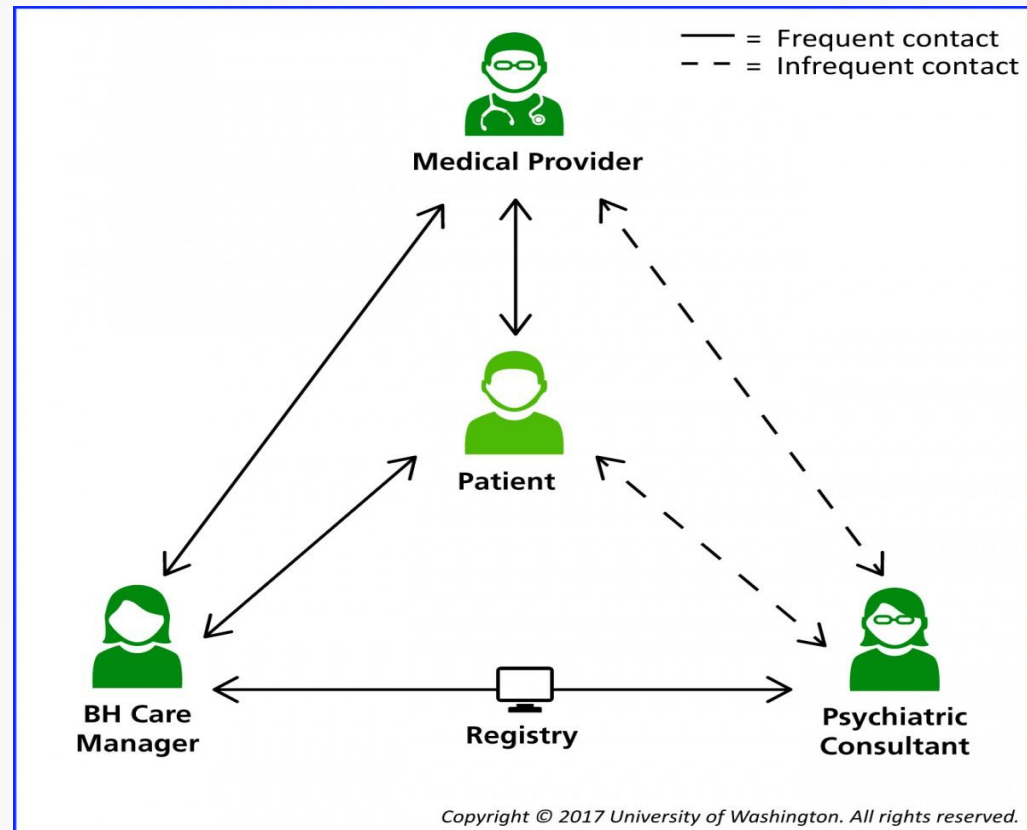 = Frequent contact
= Infrequent contact
Medical Provider
Patient
BH Care
Manager
Registry
Psychiatric
Consultant
Copyright © 2017 University of Washington. All rights reserved.